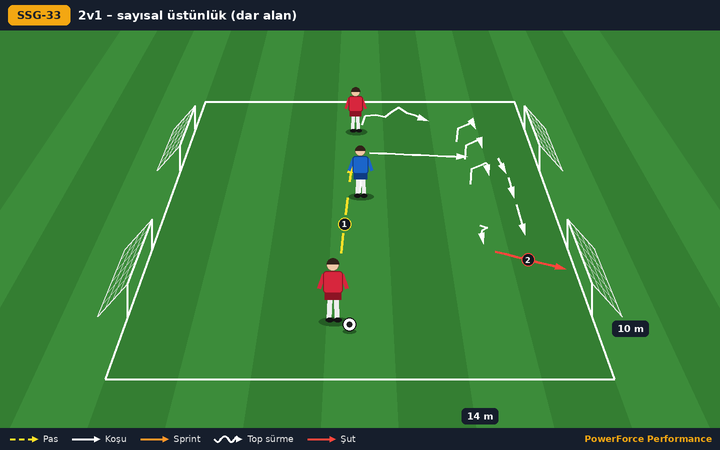 SSG-33 2v1 – sayısal üstünlük (dar alan)
1
2
10 m
14 m
Pas Koşu Sprint Top sürme Şut PowerForce Performance